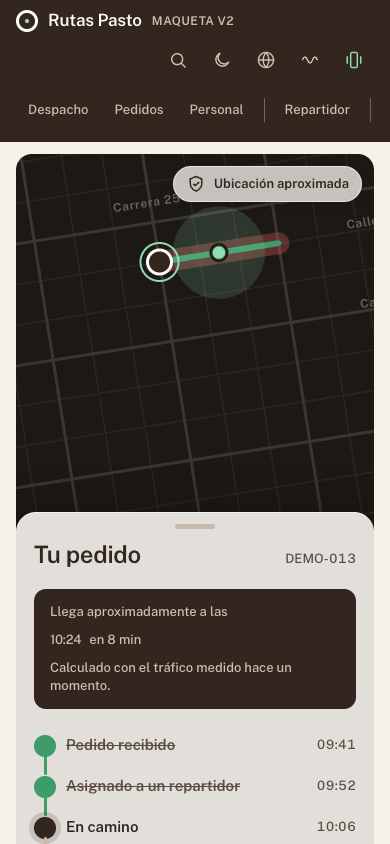 Rutas Pasto MAQUETA V2
Despacho Pedidos Personal Repartidor
Ubicación aproximada
Carrera 25
Calle
Ca
Tu pedido DEMO-013
Llega aproximadamente a las
10:24 en 8 min
Calculado con el tráfico medido hace un
momento.
Pedido recibido 09:41
Asignado a un repartidor 09:52
En camino 10:06